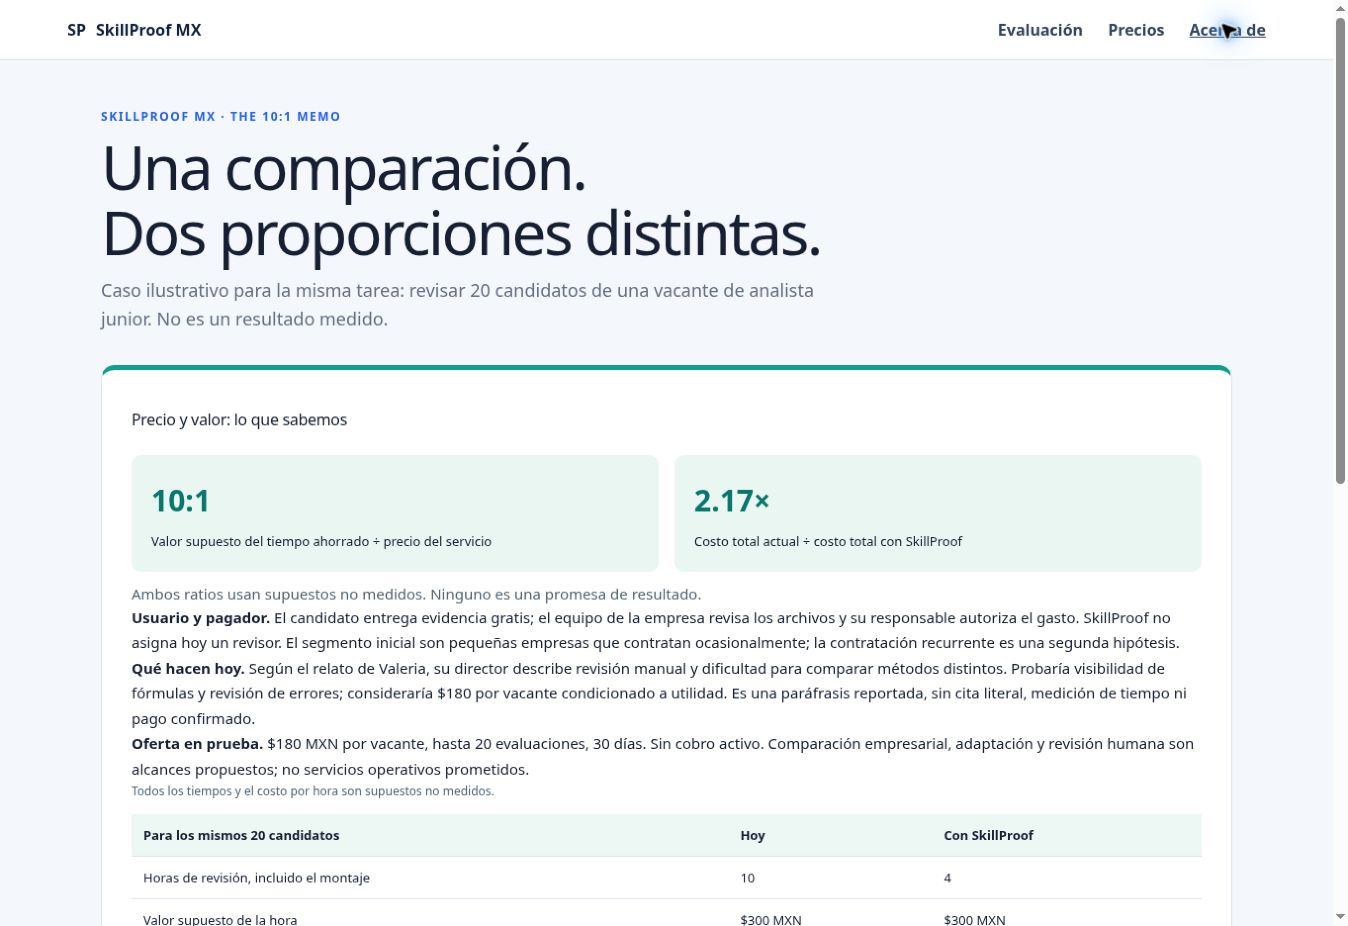 SP SkillProof MX
Evaluación Precios Acerca de
SKILLPROOF MX · THE 10:1 MEMO
Una comparación.
Dos proporciones distintas.
Caso ilustrativo para la misma tarea: revisar 20 candidatos de una vacante de analista
junior. No es un resultado medido.
Precio y valor: lo que sabemos
10:1
Valor supuesto del tiempo ahorrado ÷ precio del servicio
2.17×
Costo total actual ÷ costo total con SkillProof
Ambos ratios usan supuestos no medidos. Ninguno es una promesa de resultado.
Usuario y pagador. El candidato entrega evidencia gratis; el equipo de la empresa revisa los archivos y su responsable autoriza el gasto. SkillProof no
asigna hoy un revisor. El segmento inicial son pequeñas empresas que contratan ocasionalmente; la contratación recurrente es una segunda hipótesis.
Qué hacen hoy. Según el relato de Valeria, su director describe revisión manual y dificultad para comparar métodos distintos. Probaría visibilidad de
fórmulas y revisión de errores; consideraría $180 por vacante condicionado a utilidad. Es una paráfrasis reportada, sin cita literal, medición de tiempo ni
pago confirmado.
Oferta en prueba. $180 MXN por vacante, hasta 20 evaluaciones, 30 días. Sin cobro activo. Comparación empresarial, adaptación y revisión humana son
alcances propuestos; no servicios operativos prometidos.
Todos los tiempos y el costo por hora son supuestos no medidos.
Para los mismos 20 candidatos Hoy Con SkillProof
Horas de revisión, incluido el montaje 10 4
Valor supuesto de la hora $300 MXN $300 MXN